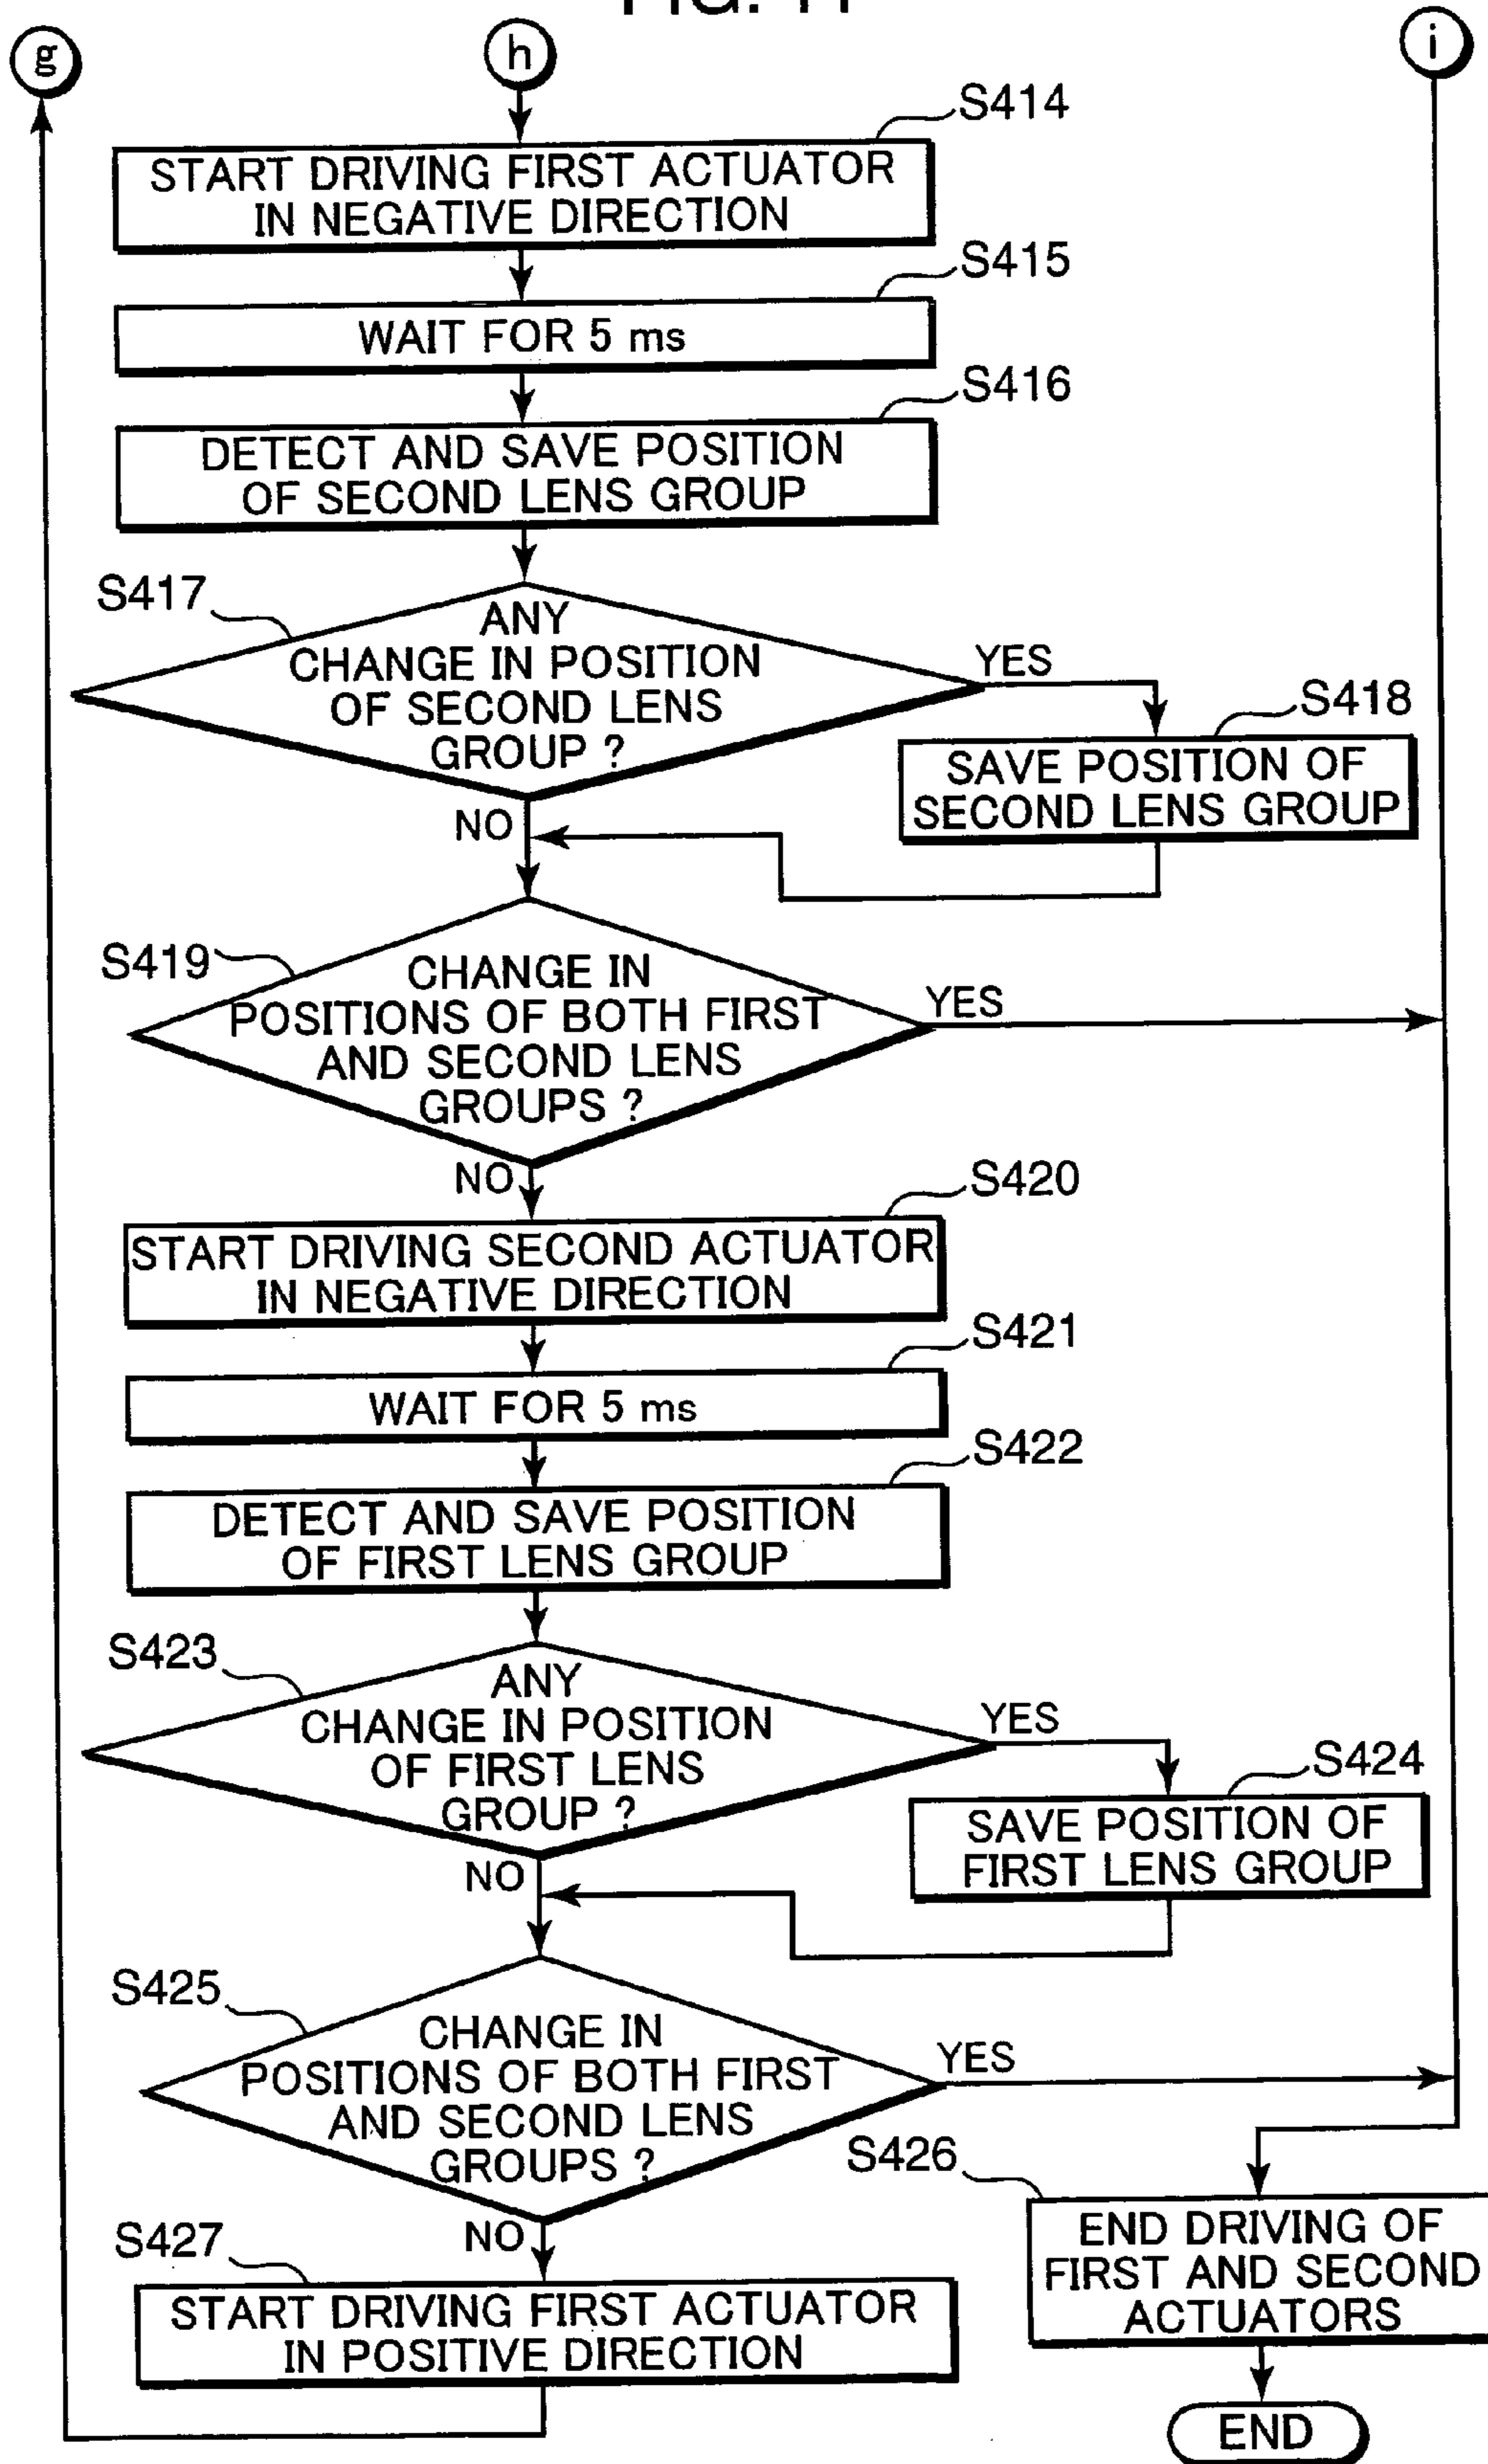 g
h
i
S414
START DRIVING FIRST ACTUATOR
IN NEGATIVE DIRECTION
S415
WAIT FOR 5 ms
S416
DETECT AND SAVE POSITION
OF SECOND LENS GROUP
S417
ANY
CHANGE IN POSITION
OF SECOND LENS
GROUP ?
YES
S418
SAVE POSITION OF
SECOND LENS GROUP
NO
S419
CHANGE IN
POSITIONS OF BOTH FIRST
AND SECOND LENS
GROUPS ?
YES
NO
S420
START DRIVING SECOND ACTUATOR
IN NEGATIVE DIRECTION
S421
WAIT FOR 5 ms
S422
DETECT AND SAVE POSITION
OF FIRST LENS GROUP
S423
ANY
CHANGE IN POSITION
OF FIRST LENS
GROUP ?
YES
S424
SAVE POSITION OF
FIRST LENS GROUP
NO
S425
CHANGE IN
POSITIONS OF BOTH FIRST
AND SECOND LENS
GROUPS ?
YES
S426
END DRIVING OF
FIRST AND SECOND
ACTUATORS
NO
S427
START DRIVING FIRST ACTUATOR
IN POSITIVE DIRECTION
END